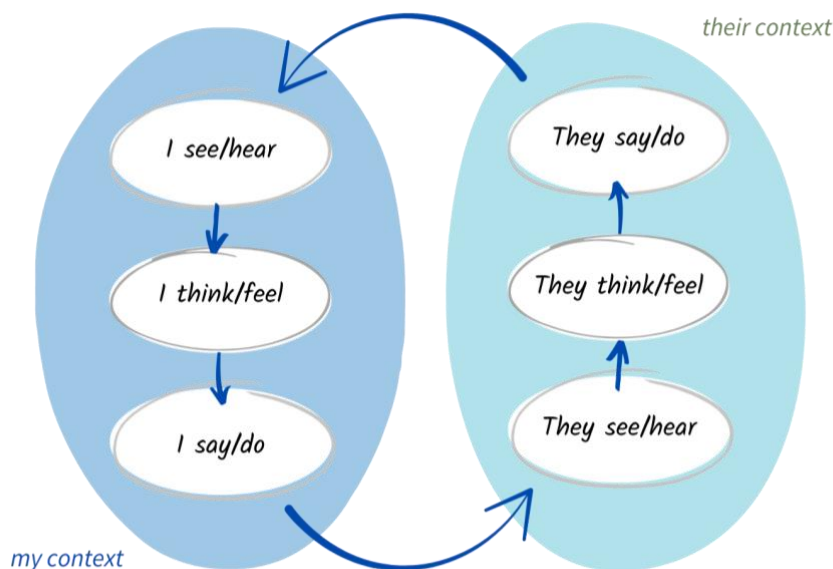 their context
I see/hear
They say/do
I think/feel
They think/feel
I say/do
They see/hear
my context